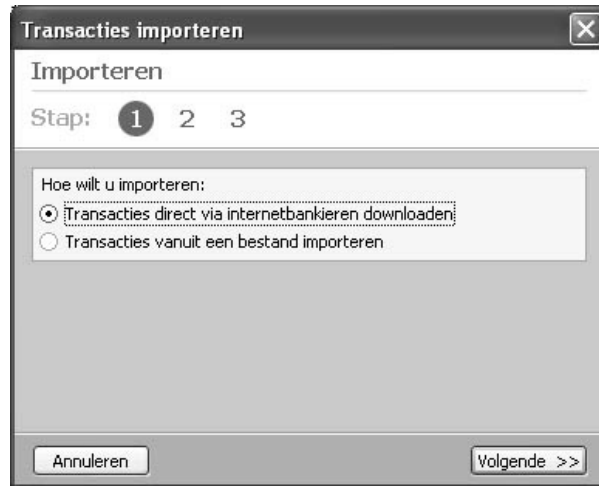 Transacties importeren
Importeren
Stap: 1 2 3
Hoe wilt u importeren:
Transacties direct via internetbankieren downloaden
Transacties vanuit een bestand importeren
Annuleren Volgende >>